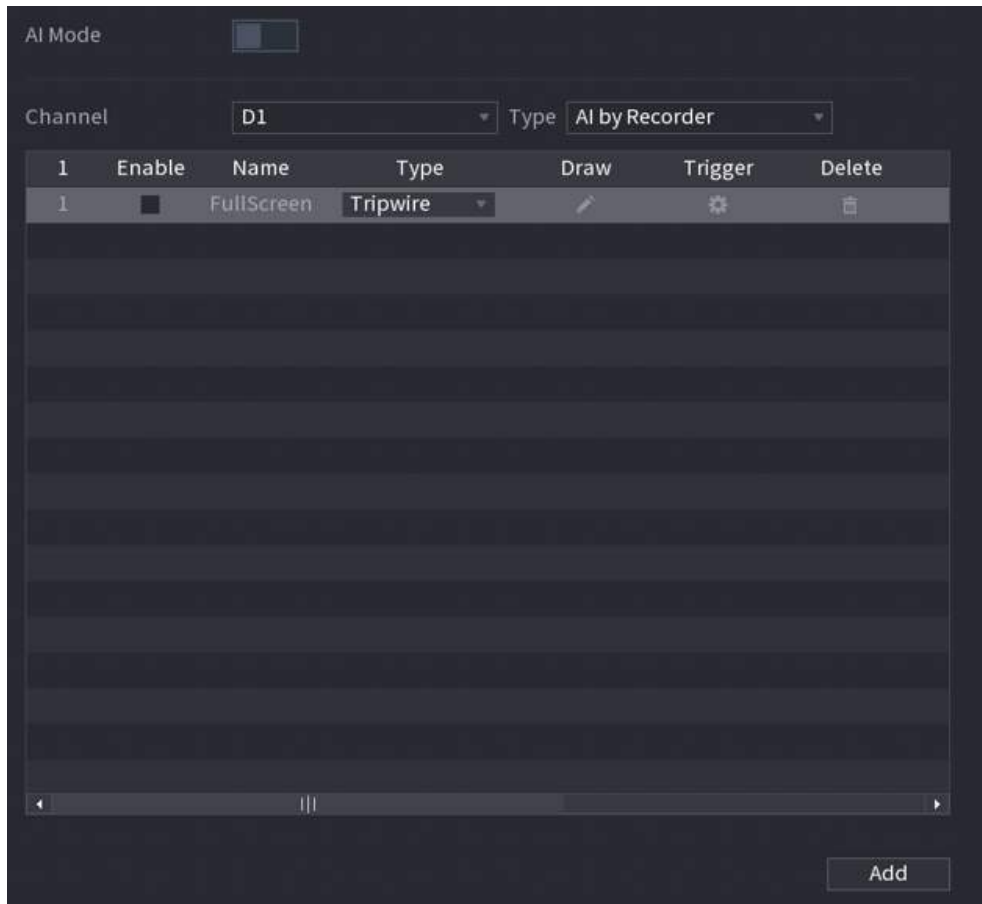 AI Mode
Channel D1 Type AI by Recorder
1 Enable Name Type Draw Trigger Delete
1 FullScreen Tripwire
Add